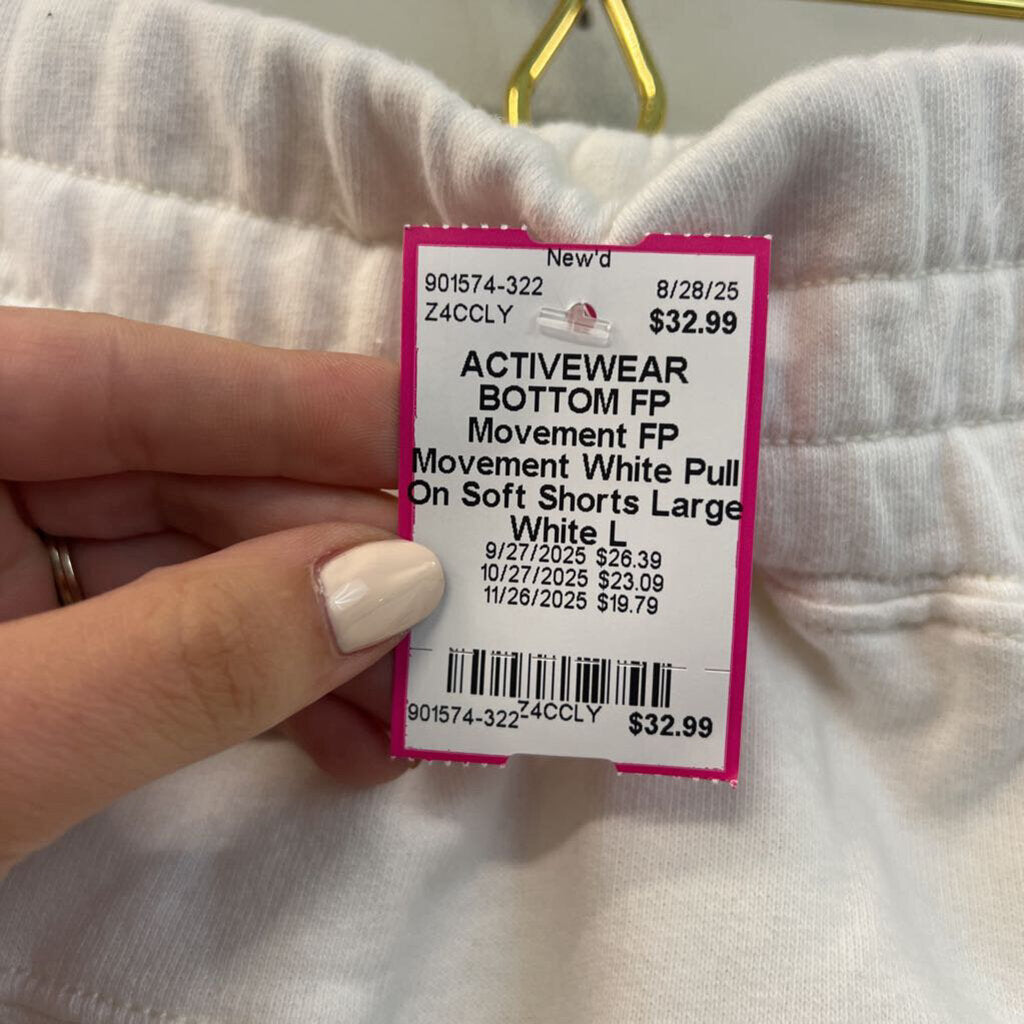 New'd
901574-322 8/28/25
Z4CCLY $32.99
ACTIVEWEAR
BOTTOM FP
Movement FP
Movement White Pull
On Soft Shorts Large
White L
9/27/2025 $26.39
10/27/2025 $23.09
11/26/2025 $19.79
901574-322 Z4CCLY $32.99